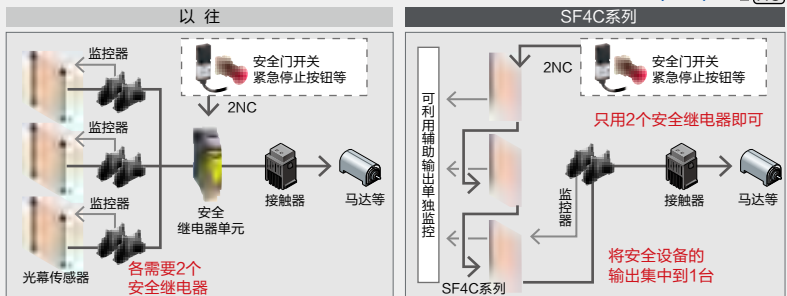 以 往
监控器
监控器
监控器
安全门开关
紧急停止按钮等
2NC
安全
继电器单元
接触器
马达等
光幕传感器
各需要2个
安全继电器
SF4C系列
可利用辅助输出单独监控
2NC
安全门开关
紧急停止按钮等
只用2个安全继电器即可
监控器
接触器
马达等
将安全设备的
输出集中到1台
SF4C系列